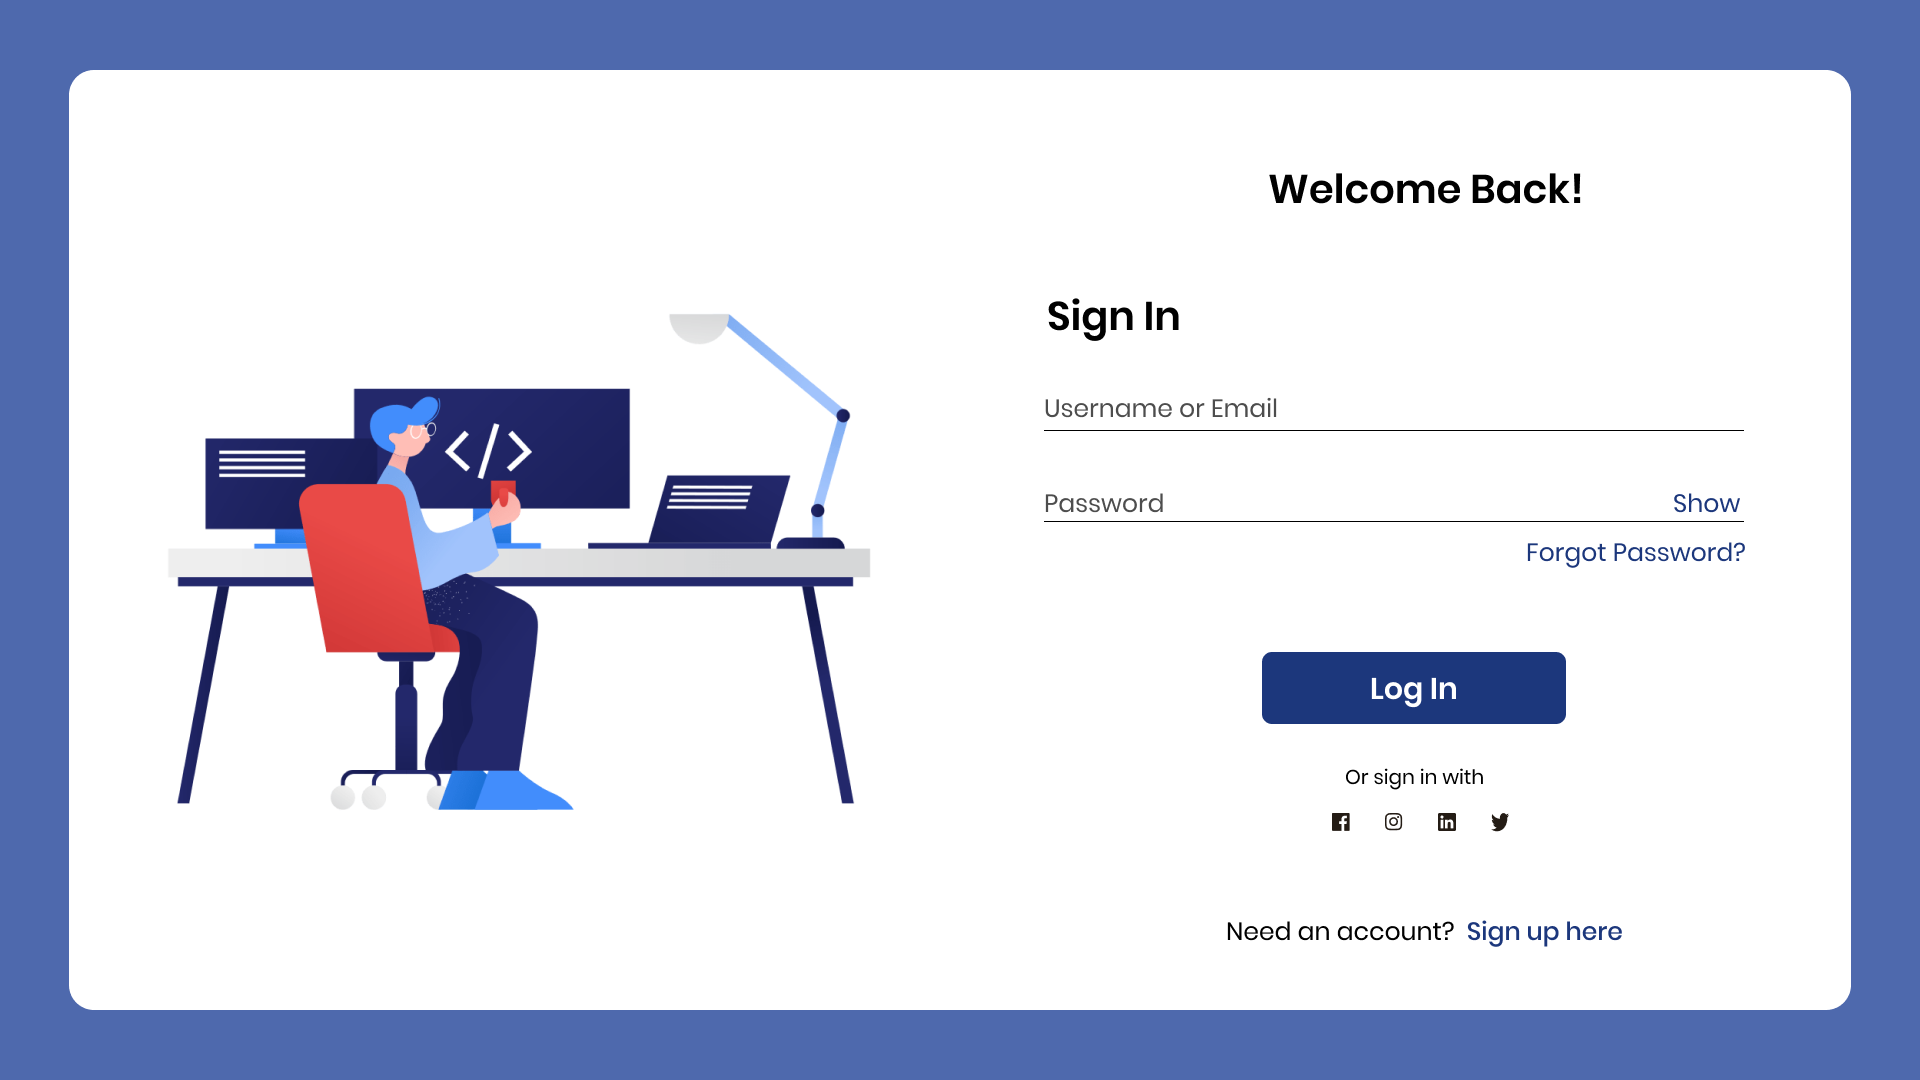 Welcome Back!
Sign In
Username or Email
Password Show
Forgot Password?
</>
Log In
Or sign in with
Need an account? Sign up here